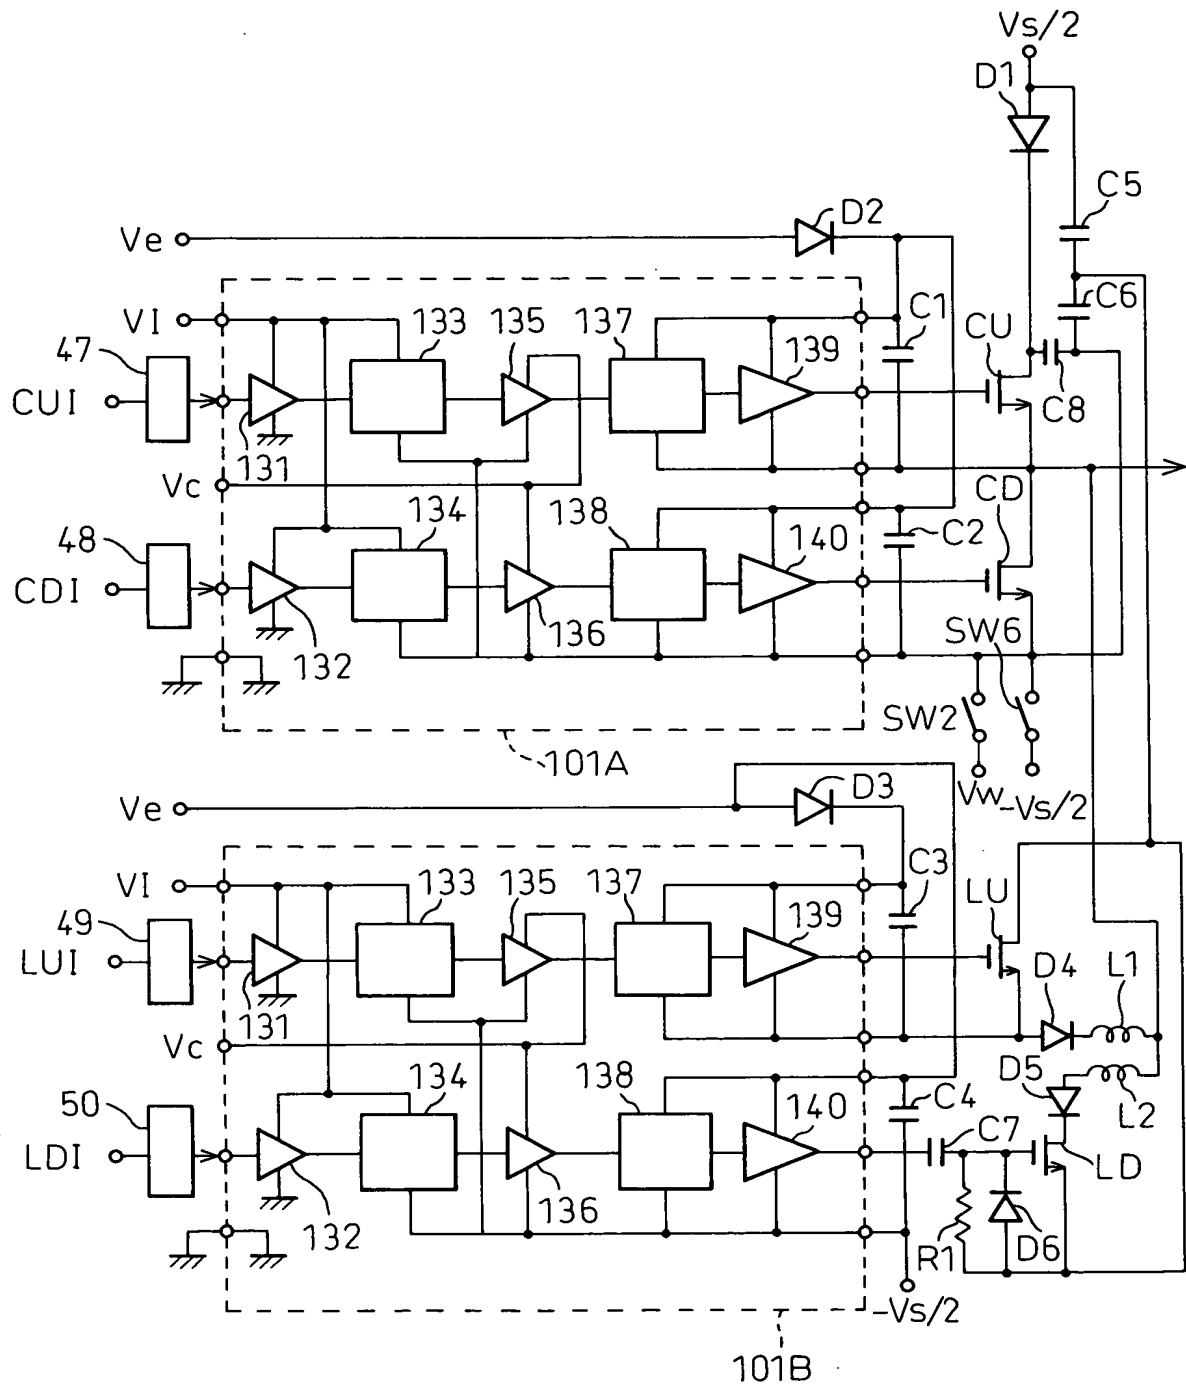 Vs/2
D1
C5
Ve
D2
C6
VI
133
135
137
139
C1
CU
47
CUI
131
C8
Vc
134
138
140
C2
CD
48
CDI
132
136
SW6
SW2
101A
Vw
-Vs/2
Ve
D3
VI
133
135
137
139
C3
LU
49
LUI
131
D4
L1
Vc
134
138
140
C4
D5
L2
50
LDI
C7
LD
132
136
R1
D6
-Vs/2
101B